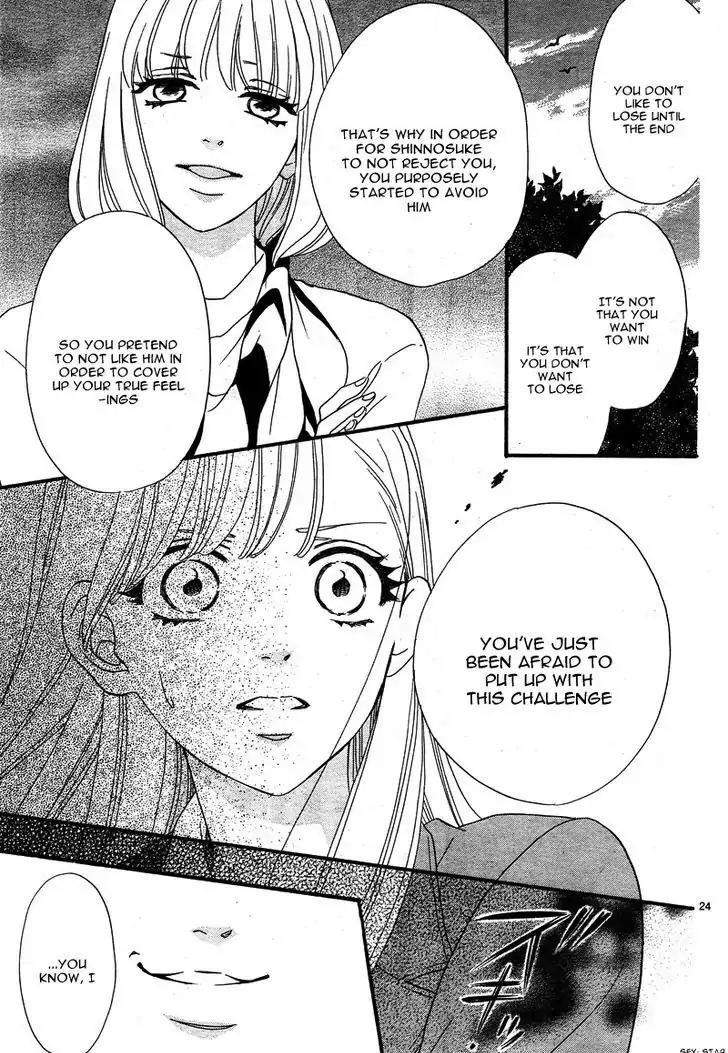 YOU DON'T
LIKE TO
LOSE UNTIL
THE END
IT'S NOT
THAT YOU
WANT
TO WIN
IT'S THAT
YOU DON'T
WANT
TO LOSE
THAT'S WHY IN ORDER
FOR SHINNOSUKE
TO NOT REJECT YOU,
YOU PURPOSELY
STARTED TO AVOID
HIM
SO YOU PRETEND
TO NOT LIKE HIM IN
ORDER TO COVER
UP YOUR TRUE FEEL
-INGS
YOU'VE JUST
BEEN AFRAID TO
PUT UP WITH
THIS CHALLENGE
24
...YOU
KNOW, I